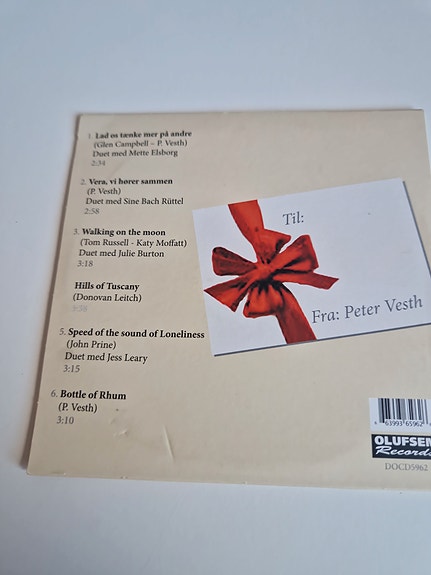 1. Lad os tænke mer på andre
(Glen Campbell – P. Vesth)
Duet med Mette Elsborg
2:34
2. Vera, vi hører sammen
(P. Vesth)
Duet med Sine Bach Rüttel
2:58
3. Walking on the moon
(Tom Russell - Katy Moffatt)
Duet med Julie Burton
3:18
Hills of Tuscany
(Donovan Leitch)
5. Speed of the sound of Loneliness
(John Prine)
Duet med Jess Leary
3:15
6. Bottle of Rhum
(P. Vesth)
3:10
Til:
Fra: Peter Vesth
63993 65962
OLUFSEN
Records
DOCD5962